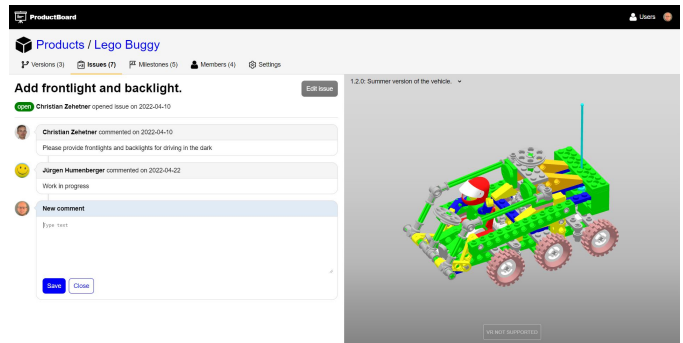 ProductBoard
Users
Products / Lego Buggy
Versions (3) Issues (7) Milestones (5) Members (4) Settings
Add frontlight and backlight.
Edit issue
open Christian Zehetner opened issue on 2022-04-10
Christian Zehetner commented on 2022-04-10
Please provide frontlights and backlights for driving in the dark
Jürgen Humenberger commented on 2022-04-22
Work in progress
New comment
Type text
Save Close
1.2.0: Summer version of the vehicle.
VR NOT SUPPORTED